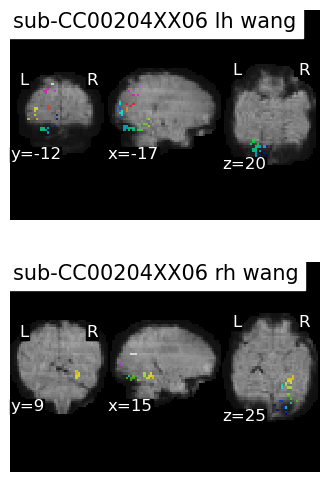 sub-CC00204XX06 lh wang
L R L R
y=-12 x=-17 z=20
sub-CC00204XX06 rh wang
L R L R
y=9 x=15 z=25